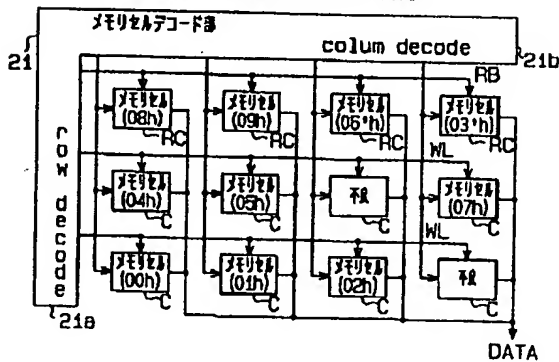 メモリセルデコード部
21 colum decode 21b
RB
メモリセル メモリセル メモリセル メモリセル
(08h) (09h) (06'h) (03'h)
RC RC RC RC
WL
メモリセル メモリセル 不良 メモリセル
(04h) (05h) (07h)
C C C C
WL
メモリセル メモリセル メモリセル 不良
(00h) (01h) (02h)
C C C C
row decode
21a
DATA